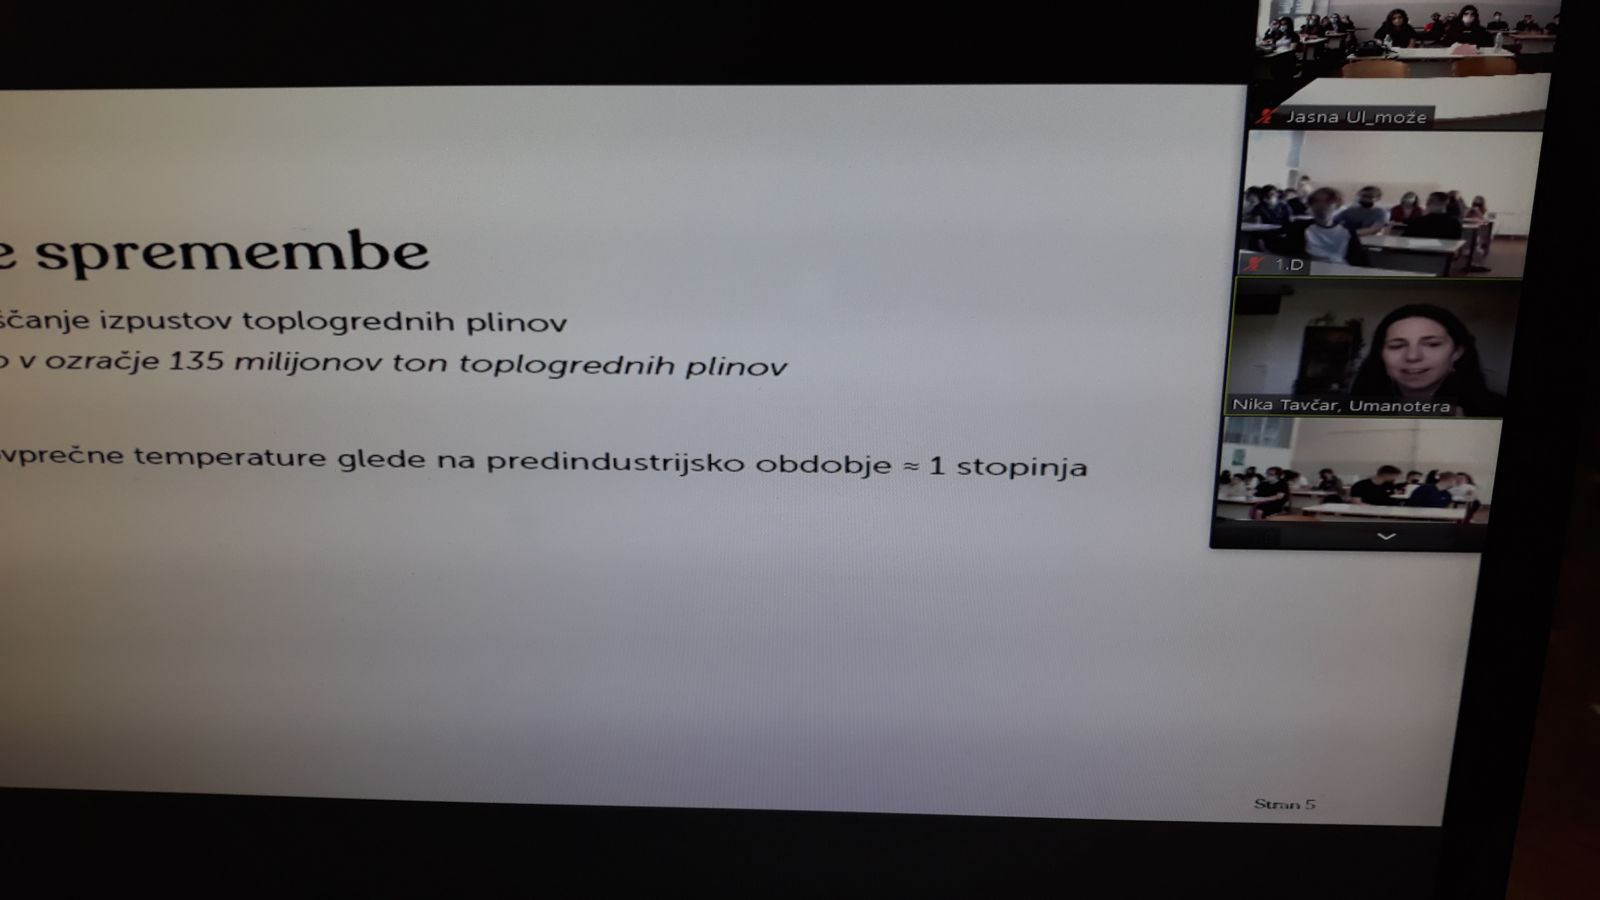 e spremembe
ščanje izpustov toplogrednih plinov
o v ozračje 135 milijonov ton toplogrednih plinov
vprečne temperature glede na predindustrijsko obdobje ≈ 1 stopinja
Stran 5
Jasna Ul_može
1.D
Nika Tavčar, Umanotera